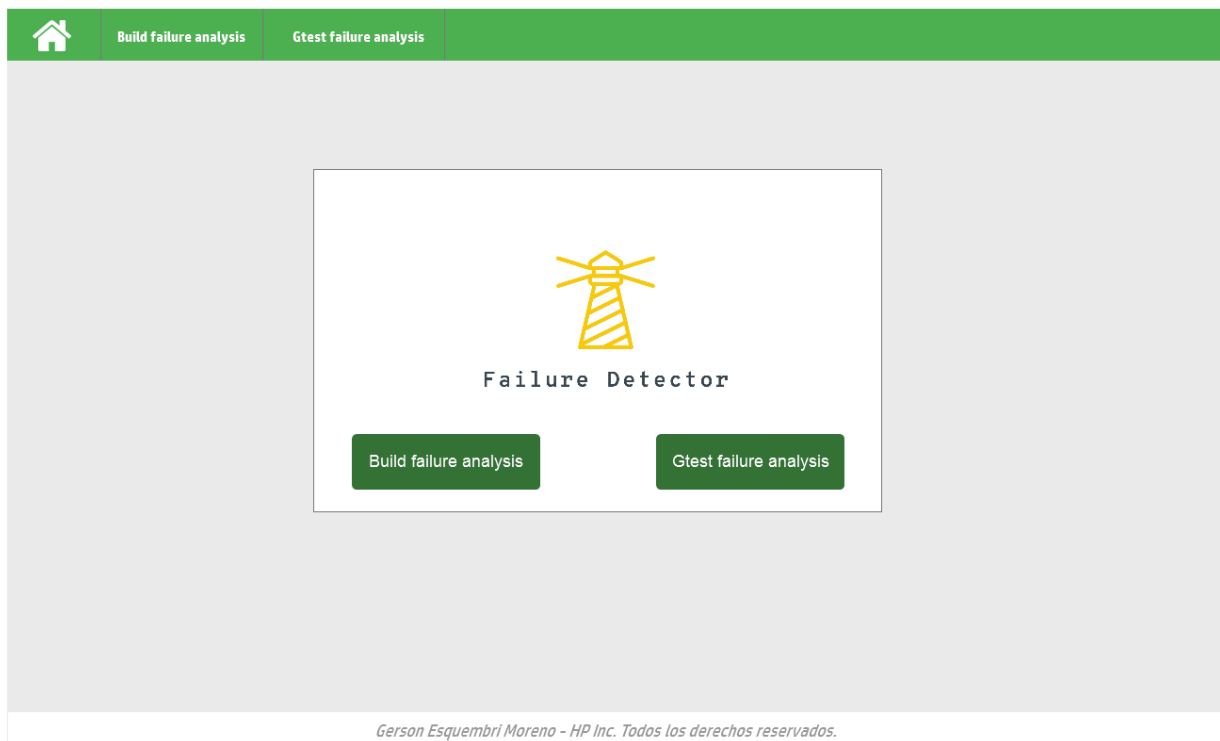 Build failure analysis Gtest failure analysis
Failure Detector
Build failure analysis Gtest failure analysis
Gerson Esquembri Moreno - HP Inc. Todos los derechos reservados.